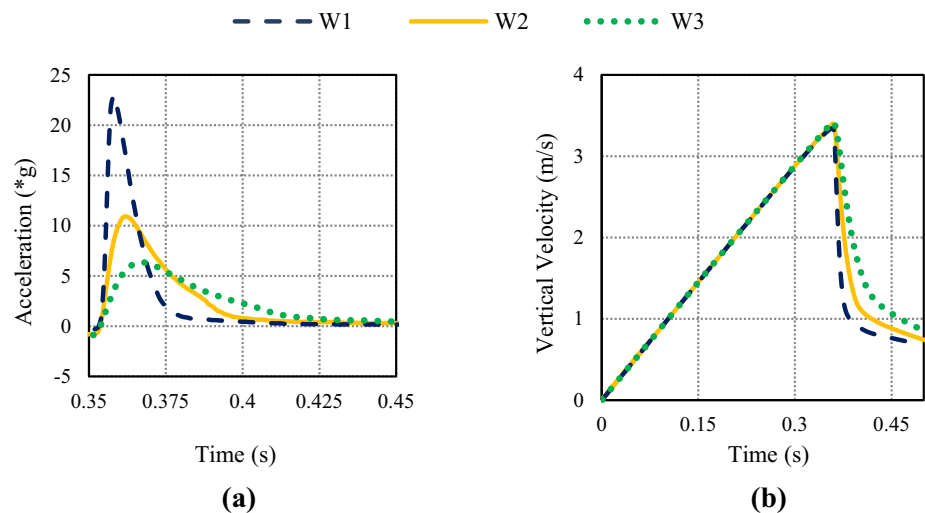 W1 W2 W3
Acceleration (*g)
25
20
15
10
5
0
-5
0.35 0.375 0.4 0.425 0.45
Time (s)
(a)
Vertical Velocity (m/s)
4
3
2
1
0
0 0.15 0.3 0.45
Time (s)
(b)